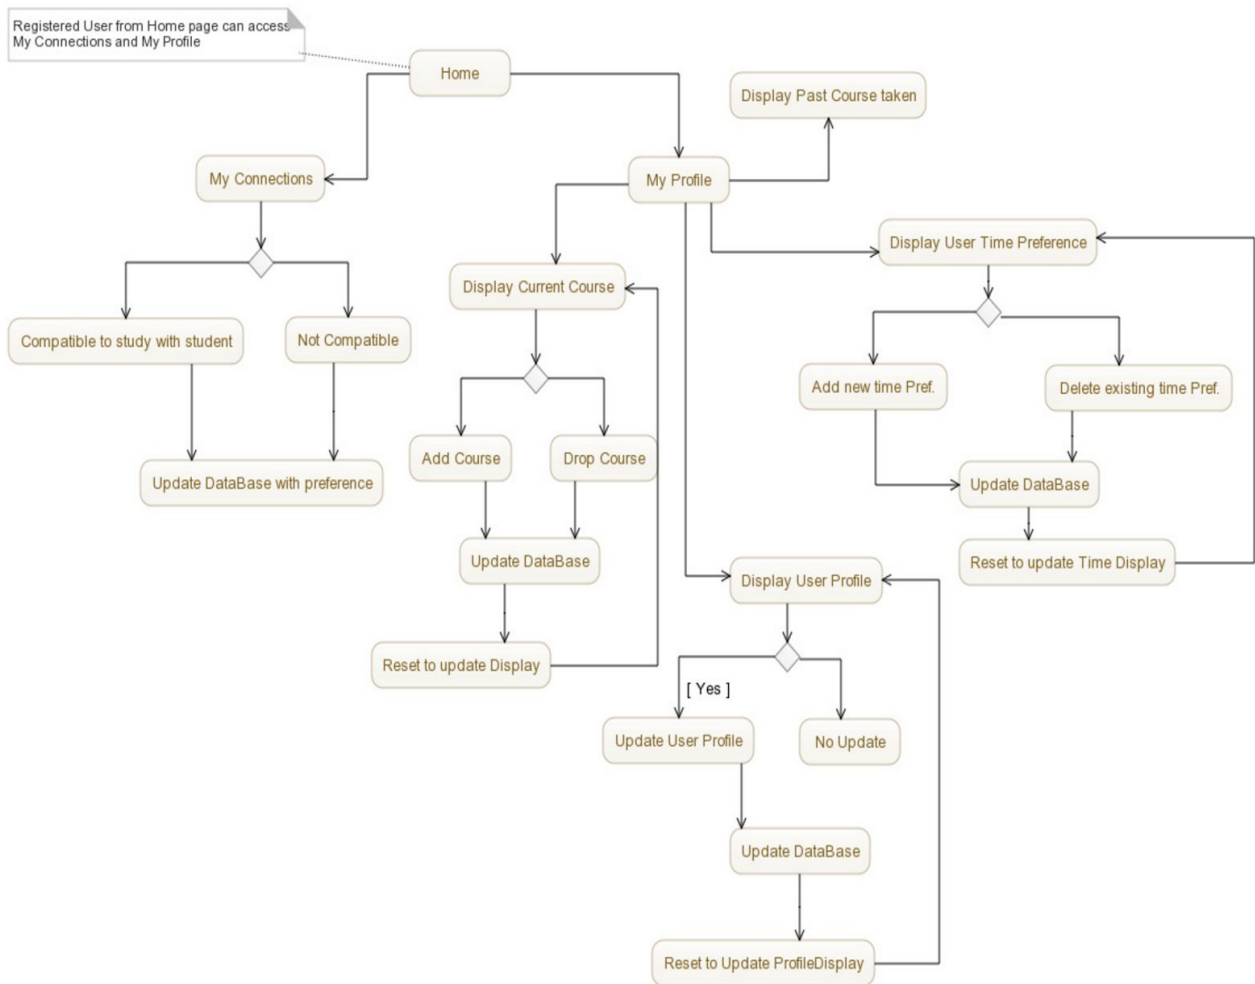 Registered User from Home page can access
My Connections and My Profile
Home
Display Past Course taken
My Connections
My Profile
Display User Time Preference
Display Current Course
Compatible to study with student
Not Compatible
Add new time Pref.
Delete existing time Pref.
Add Course
Drop Course
Update DataBase with preference
Update DataBase
Update DataBase
Reset to update Time Display
Display User Profile
Reset to update Display
[ Yes ]
Update User Profile
No Update
Update DataBase
Reset to Update ProfileDisplay